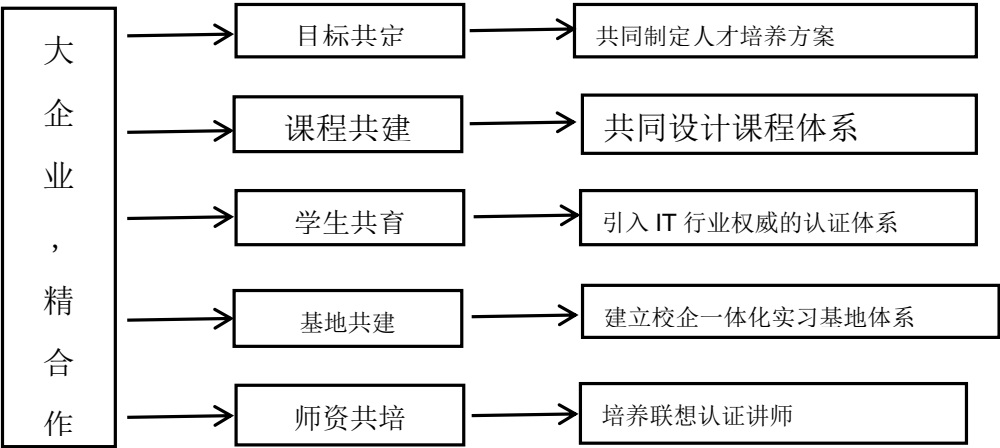 大企业，精合作
目标共定
共同制定人才培养方案
课程共建
共同设计课程体系
学生共育
引入 IT 行业权威的认证体系
基地共建
建立校企一体化实习基地体系
师资共培
培养联想认证讲师